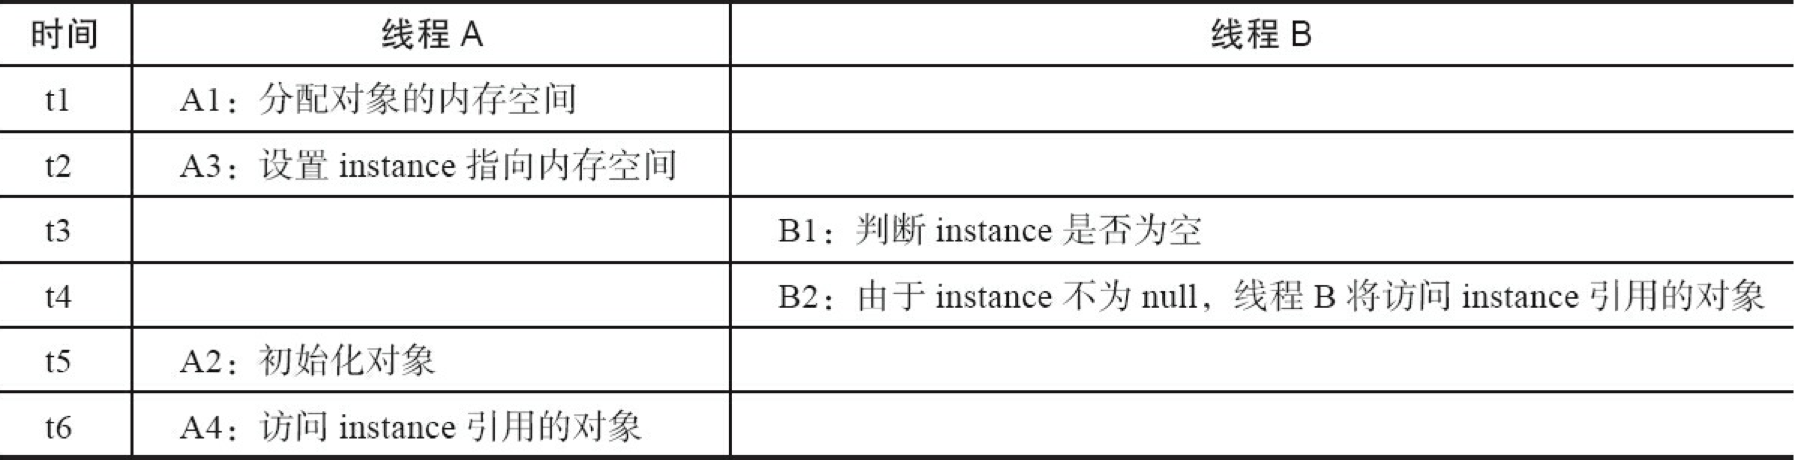 时间 线程 A 线程 B
t1 A1：分配对象的内存空间
t2 A3：设置 instance 指向内存空间
t3 B1：判断 instance 是否为空
t4 B2：由于 instance 不为 null，线程 B 将访问 instance 引用的对象
t5 A2：初始化对象
t6 A4：访问 instance 引用的对象